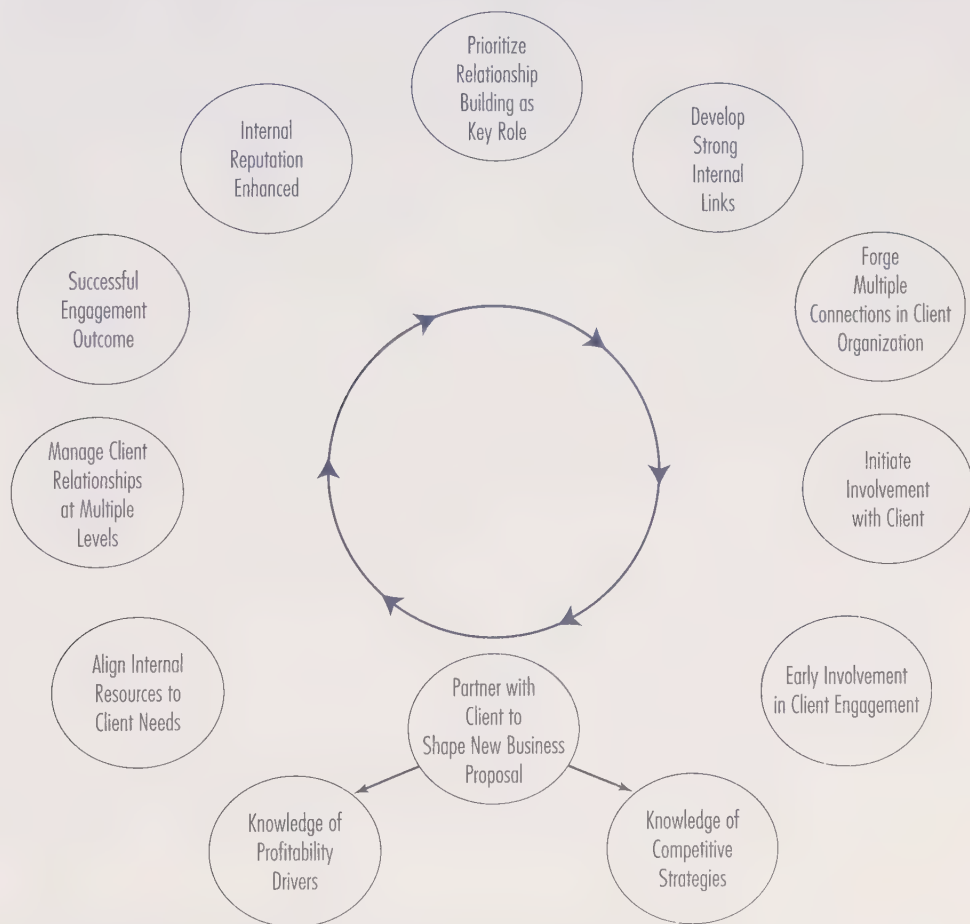 Prioritize
Relationship
Building as
Key Role
Develop
Strong
Internal
Links
Forge
Multiple
Connections in Client
Organization
Initiate
Involvement
with Client
Early Involvement
in Client Engagement
Partner with
Client to
Shape New Business
Proposal
Knowledge of
Competitive
Strategies
Knowledge of
Profitability
Drivers
Align Internal
Resources to
Client Needs
Manage Client
Relationships
at Multiple
Levels
Successful
Engagement
Outcome
Internal
Reputation
Enhanced